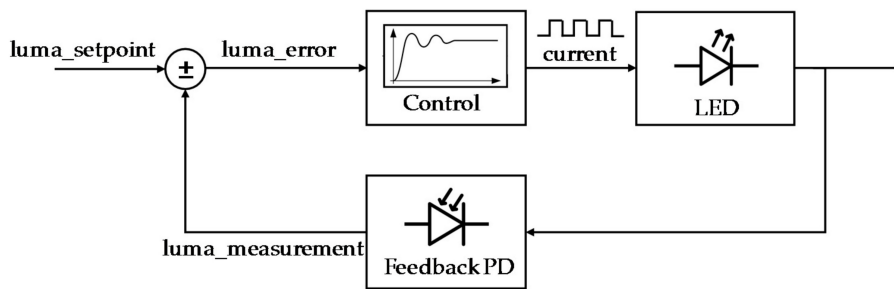 luma_setpoint
±
luma_error
Control
current
LED
luma_measurement
Feedback PD